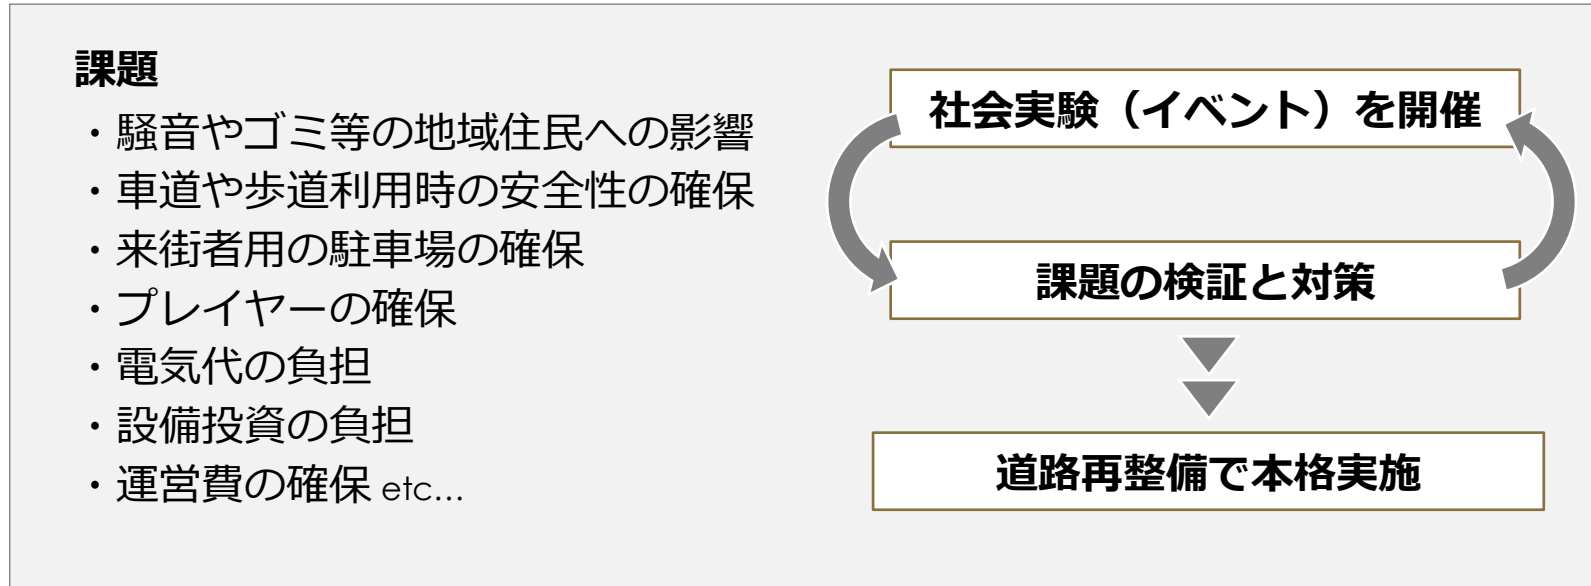 課題
・騒音やゴミ等の地域住民への影響
・車道や歩道利用時の安全性の確保
・来街者用の駐車場の確保
・プレイヤーの確保
・電気代の負担
・設備投資の負担
・運営費の確保 etc...
社会実験（イベント）を開催
課題の検証と対策
道路再整備で本格実施